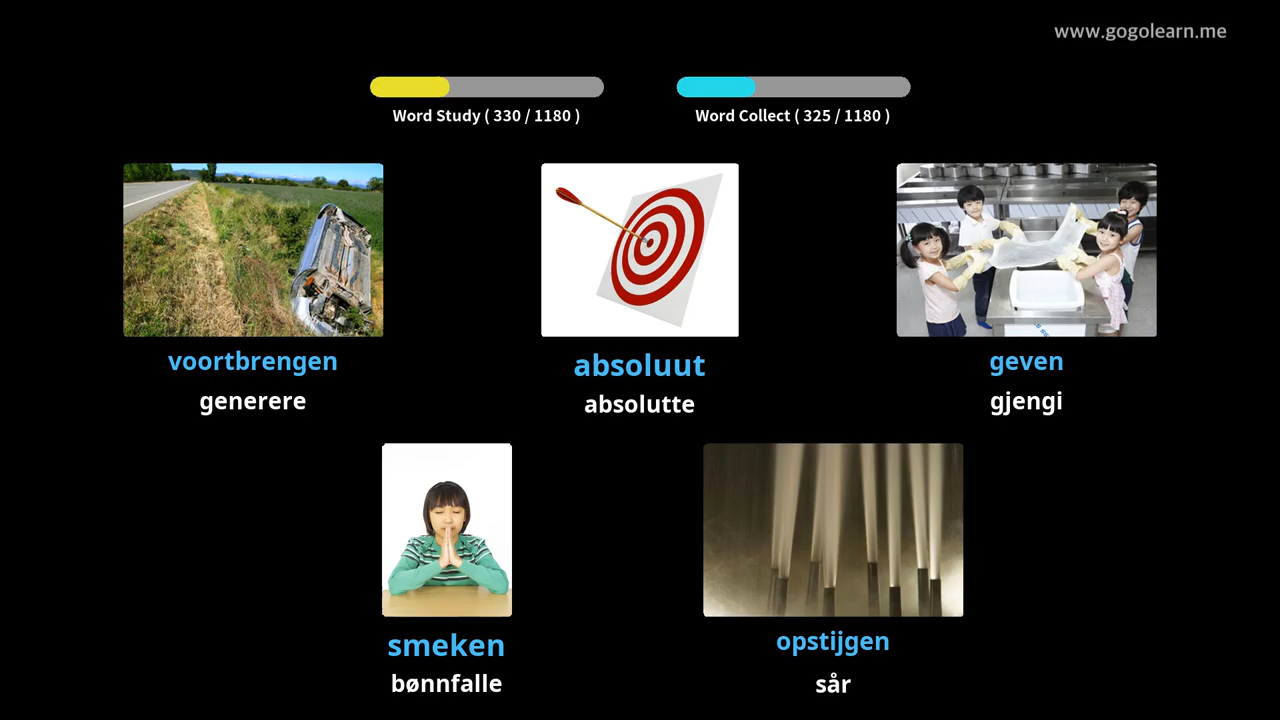 www.gogolearn.me
Word Study ( 330 / 1180 )
Word Collect ( 325 / 1180 )
voortbrengen
generere
absoluut
absolutte
geven
gjengi
smeken
bønnfalle
opstijgen
sår